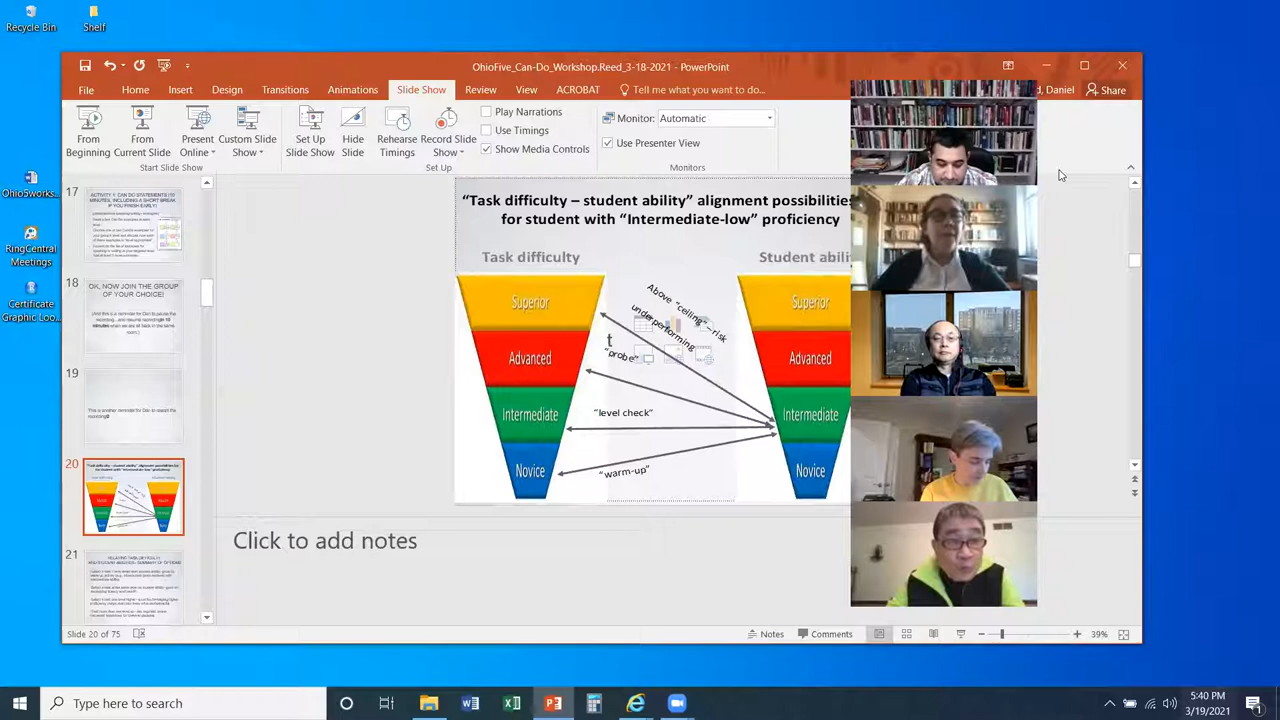 Recycle Bin
Shelf
OhioFive_Can-Do_Workshop.Reed_3-18-2021 - PowerPoint
File
Home
Insert
Design
Transitions
Animations
Slide Show
Review
View
ACROBAT
Tell me what you want to do...
d, Daniel
Share
From Beginning
From Current Slide
Present Online
Custom Slide Show
Set Up Slide Show
Hide Slide
Rehearse Timings
Record Slide Show
Play Narrations
Use Timings
Show Media Controls
Monitor: Automatic
Use Presenter View
Start Slide Show
Set Up
Monitors
Ohio5works...
RingCentral Meetings
Certificate Graphic Loo...
17
18
OK, NOW JOIN THE GROUP OF YOUR CHOICE!
19
20
21
"Task difficulty – student ability" alignment possibilities
for student with "Intermediate-low" proficiency
Task difficulty
Student abili
Superior
Advanced
Intermediate
Novice
Above "ceiling": risk
underperforming
t
"probe"
"level check"
"warm-up"
Superior
Advanced
Intermediate
Novice
Click to add notes
Slide 20 of 75
Notes
Comments
39%
Type here to search
5:40 PM
3/19/2021